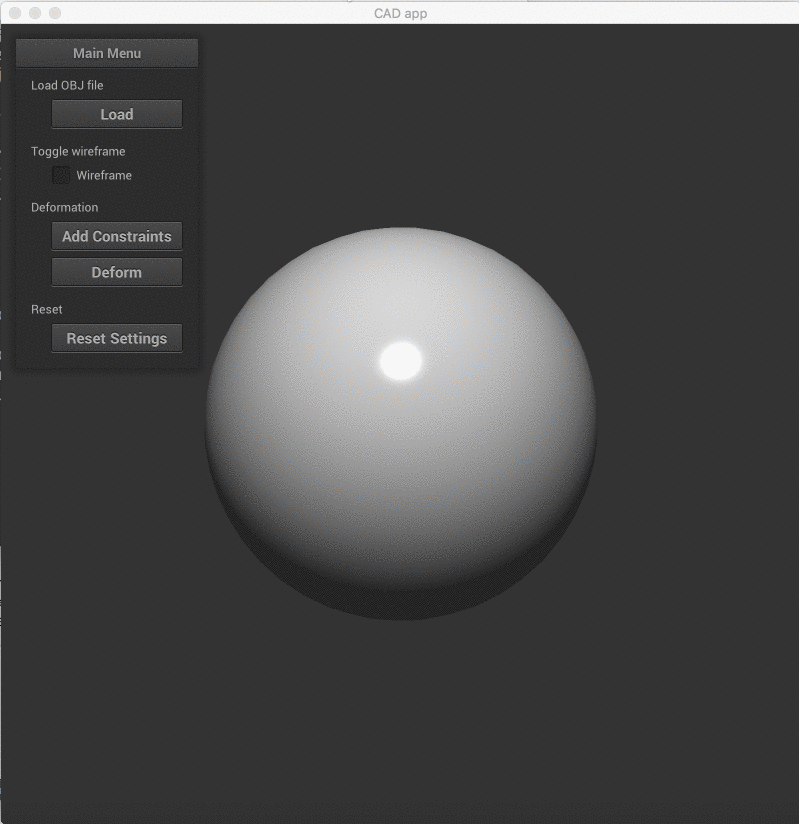 CAD app
Main Menu
Load OBJ file
Load
Toggle wireframe
Wireframe
Deformation
Add Constraints
Deform
Reset
Reset Settings